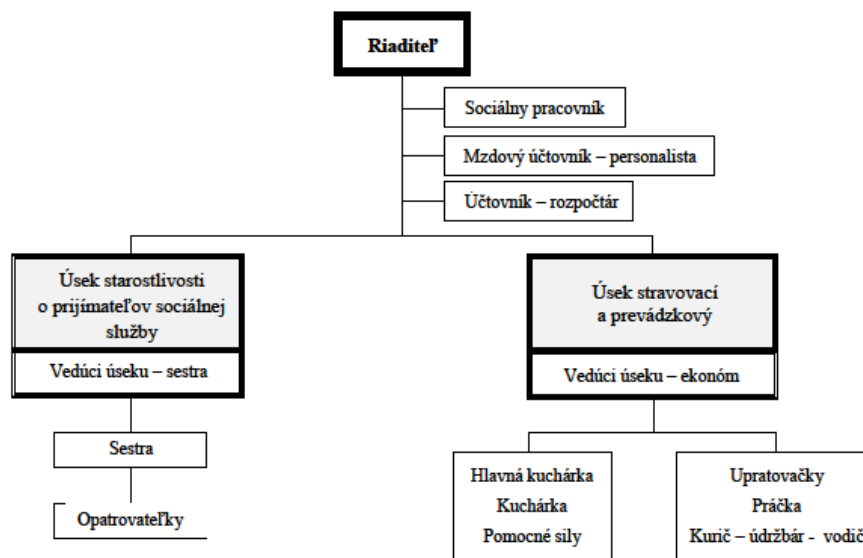 Riaditeľ
Sociálny pracovník
Mzdový účtovník – personalista
Účtovník – rozpočtár
Úsek starostlivosti
o prijímateľov sociálnej
služby
Vedúci úseku – sestra
Sestra
Opatrovateľky
Úsek stravovací
a prevádzkový
Vedúci úseku – ekonóm
Hlavná kuchárka
Kuchárka
Pomocné sily
Upratovačky
Práčka
Kurič – údržbár - vodič